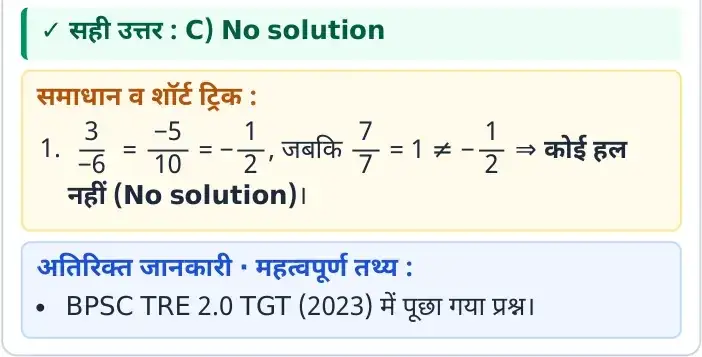 ✓ सही उत्तर : C) No solution
समाधान व शॉर्ट ट्रिक :
1. 3/−6 = −5/10 = −1/2, जबकि 7/7 = 1 ≠ −1/2 ⇒ कोई हल
नहीं (No solution)।
अतिरिक्त जानकारी · महत्वपूर्ण तथ्य :
• BPSC TRE 2.0 TGT (2023) में पूछा गया प्रश्न।